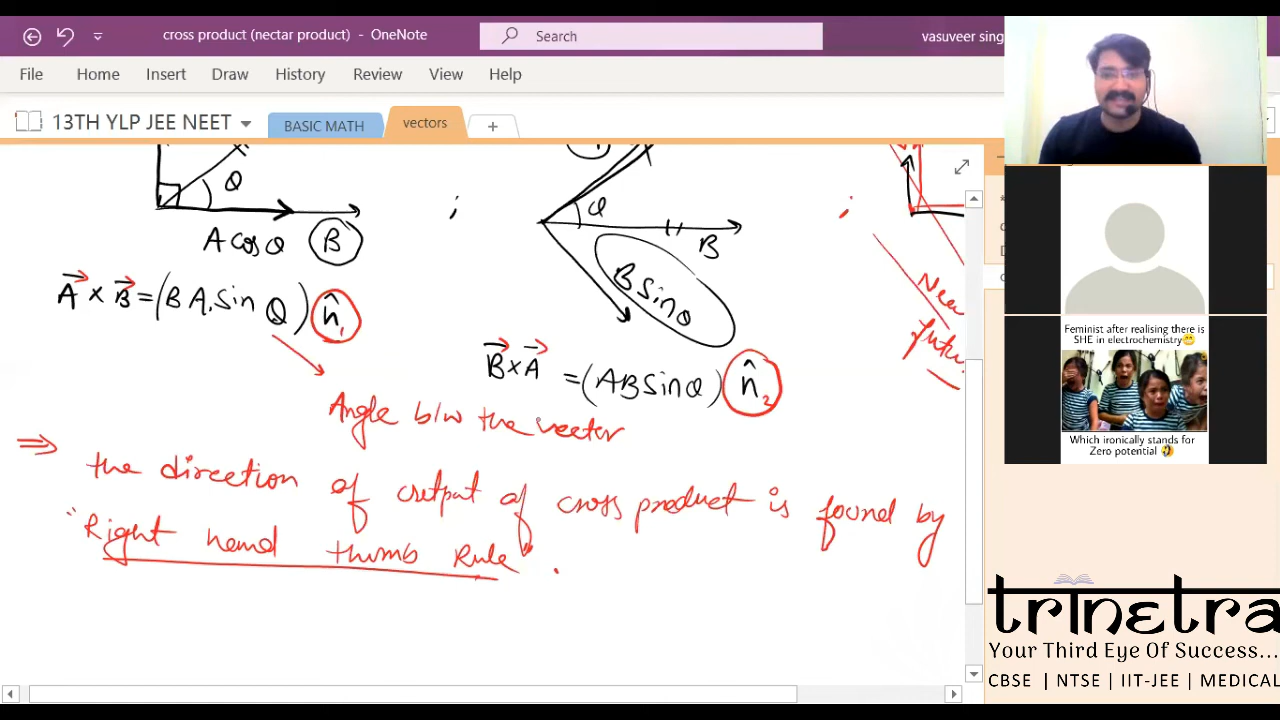 cross product (nectar product) - OneNote
Search
vasuveer sing
File Home Insert Draw History Review View Help
13TH YLP JEE NEET
BASIC MATH
vectors
+
θ
A cos θ
B
;
θ
B
B sin θ
;
A × B = (B A sin θ) n̂₁
B × A = (AB sin θ) n̂₂
Angle b/w the vector
⇒ the direction of output of cross product is found by
"Right hand thumb Rule".
Feminist after realising there is
SHE in electrochemistry
Which ironically stands for
Zero potential
trinetra
Your Third Eye Of Success...
CBSE | NTSE | IIT-JEE | MEDICAL